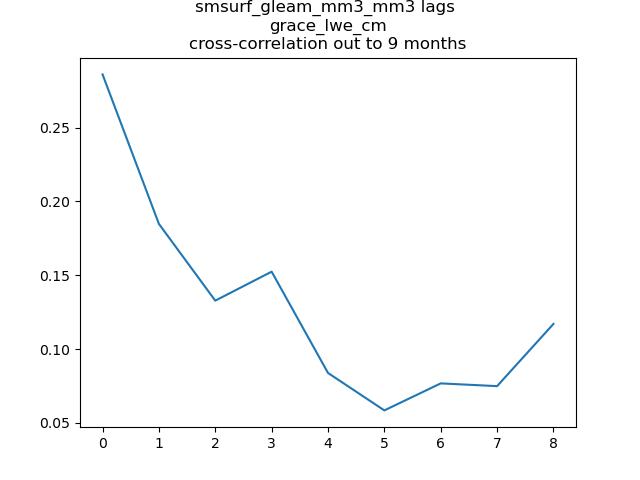 smsurf_gleam_mm3_mm3 lags
grace_lwe_cm
cross-correlation out to 9 months
0.25
0.20
0.15
0.10
0.05
0 1 2 3 4 5 6 7 8